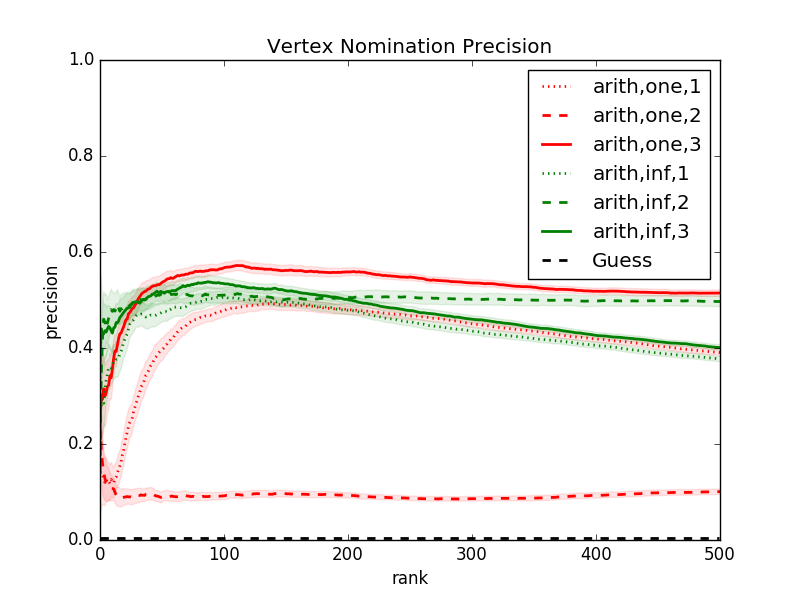 Vertex Nomination Precision
1.0
0.8
0.6
0.4
0.2
0.0
precision
arith,one,1
arith,one,2
arith,one,3
arith,inf,1
arith,inf,2
arith,inf,3
Guess
0 100 200 300 400 500
rank